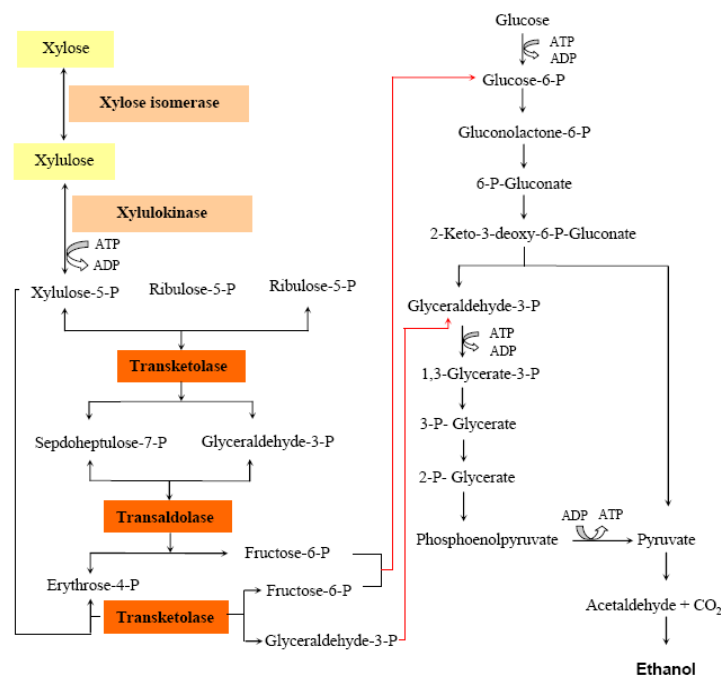 Xylose
Xylose isomerase
Xylulose
Xylulokinase
ATP
ADP
Xylulose-5-P
Ribulose-5-P
Ribulose-5-P
Transketolase
Sepdoheptulose-7-P
Glyceraldehyde-3-P
Transaldolase
Fructose-6-P
Erythrose-4-P
Fructose-6-P
Transketolase
Glyceraldehyde-3-P
Glucose
ATP
ADP
Glucose-6-P
Gluconolactone-6-P
6-P-Gluconate
2-Keto-3-deoxy-6-P-Gluconate
Glyceraldehyde-3-P
ATP
ADP
1,3-Glycerate-3-P
3-P- Glycerate
2-P- Glycerate
ADP ATP
Phosphoenolpyruvate
Pyruvate
Acetaldehyde + CO2
Ethanol